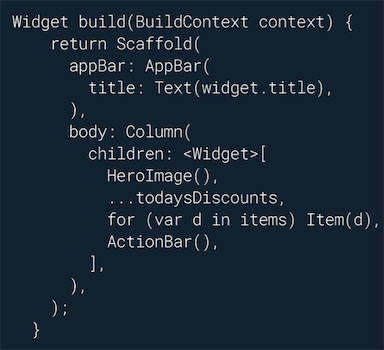 Widget build(BuildContext context) {
    return Scaffold(
      appBar: AppBar(
        title: Text(widget.title),
      ),
      body: Column(
        children: <Widget>[
          HeroImage(),
          ...todaysDiscounts,
          for (var d in items) Item(d),
          ActionBar(),
        ],
      ),
    );
  }